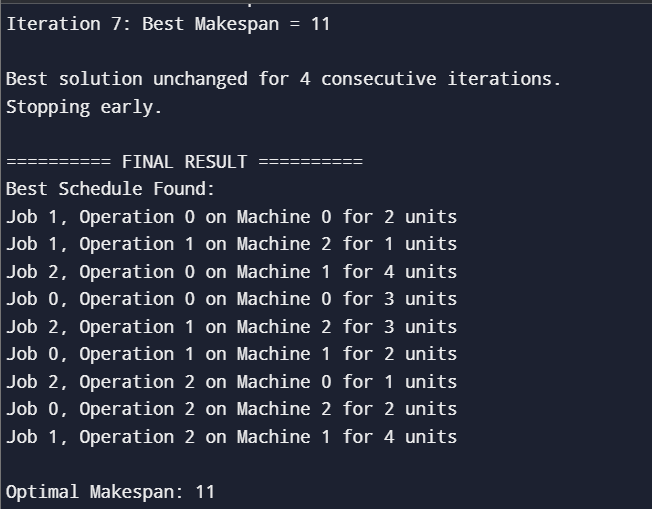 Iteration 7: Best Makespan = 11
Best solution unchanged for 4 consecutive iterations.
Stopping early.
========== FINAL RESULT ==========
Best Schedule Found:
Job 1, Operation 0 on Machine 0 for 2 units
Job 1, Operation 1 on Machine 2 for 1 units
Job 2, Operation 0 on Machine 1 for 4 units
Job 0, Operation 0 on Machine 0 for 3 units
Job 2, Operation 1 on Machine 2 for 3 units
Job 0, Operation 1 on Machine 1 for 2 units
Job 2, Operation 2 on Machine 0 for 1 units
Job 0, Operation 2 on Machine 2 for 2 units
Job 1, Operation 2 on Machine 1 for 4 units
Optimal Makespan: 11